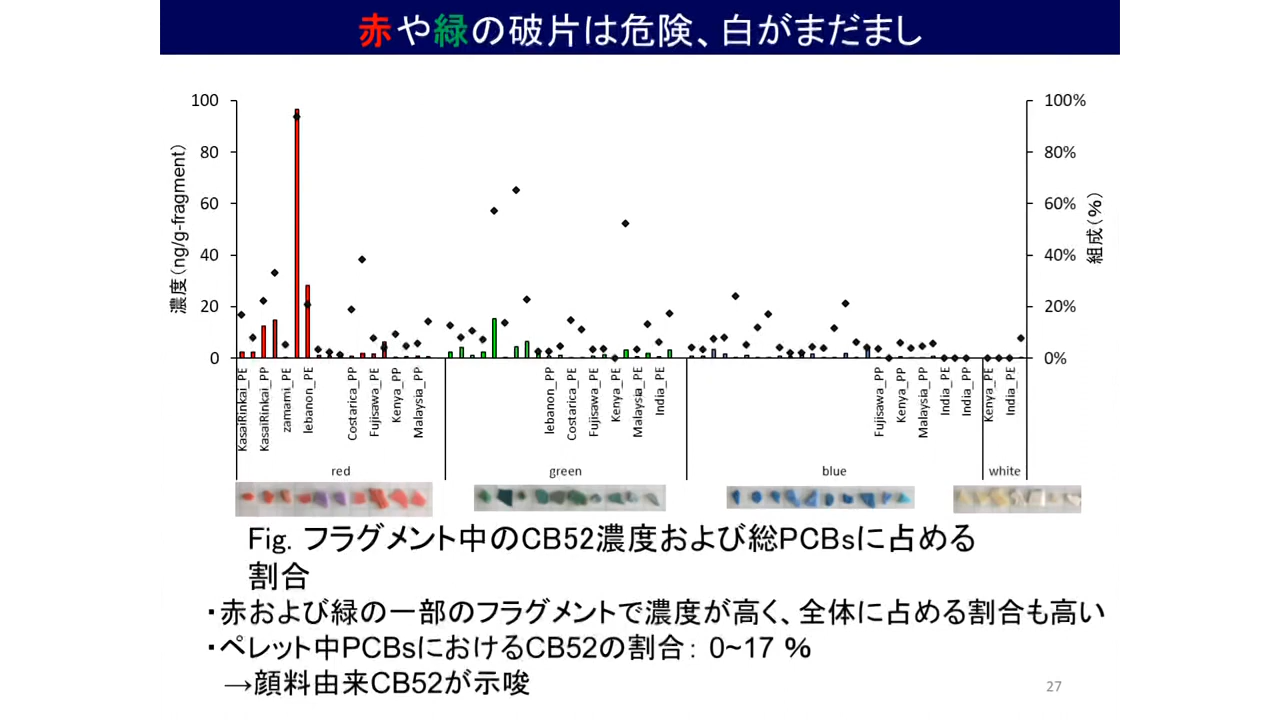 赤や緑の破片は危険、白がまだまし
100
80
60
40
20
0
濃度(ng/g-fragment)
100%
80%
60%
40%
20%
0%
組成(%)
KasaiRinkai_PE
KasaiRinkai_PP
zamami_PE
lebanon_PE
Costarica_PP
Fujisawa_PE
Kenya_PP
Malaysia_PP
lebanon_PP
Costarica_PE
Fujisawa_PE
Kenya_PE
Malaysia_PE
India_PE
Fujisawa_PP
Kenya_PP
Malaysia_PP
India_PE
India_PP
Kenya_PE
India_PE
red
green
blue
white
Fig. フラグメント中のCB52濃度および総PCBsに占める
割合
・赤および緑の一部のフラグメントで濃度が高く、全体に占める割合も高い
・ペレット中PCBsにおけるCB52の割合：0~17 %
→顔料由来CB52が示唆
27